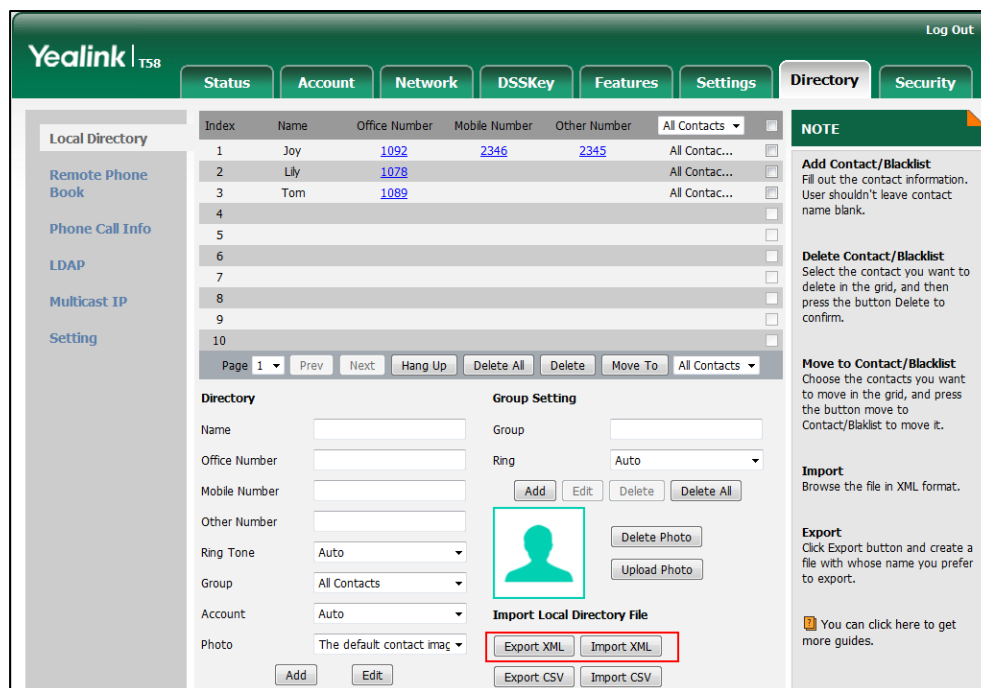 Log Out
Yealink | T58
Status Account Network DSSKey Features Settings Directory Security
Local Directory
Remote Phone
Book
Phone Call Info
LDAP
Multicast IP
Setting
Index Name Office Number Mobile Number Other Number All Contacts
1 Joy 1092 2346 2345 All Contac...
2 Lily 1078 All Contac...
3 Tom 1089 All Contac...
4
5
6
7
8
9
10
Page 1 Prev Next Hang Up Delete All Delete Move To All Contacts
Directory
Name
Office Number
Mobile Number
Other Number
Ring Tone Auto
Group All Contacts
Account Auto
Photo The default contact imag
Add Edit
Group Setting
Group
Ring Auto
Add Edit Delete Delete All
Delete Photo
Upload Photo
Import Local Directory File
Export XML Import XML
Export CSV Import CSV
NOTE
Add Contact/Blacklist
Fill out the contact information.
User shouldn't leave contact
name blank.
Delete Contact/Blacklist
Select the contact you want to
delete in the grid, and then
press the button Delete to
confirm.
Move to Contact/Blacklist
Choose the contacts you want
to move in the grid, and press
the button move to
Contact/Blaklist to move it.
Import
Browse the file in XML format.
Export
Click Export button and create a
file with whose name you prefer
to export.
You can click here to get
more guides.